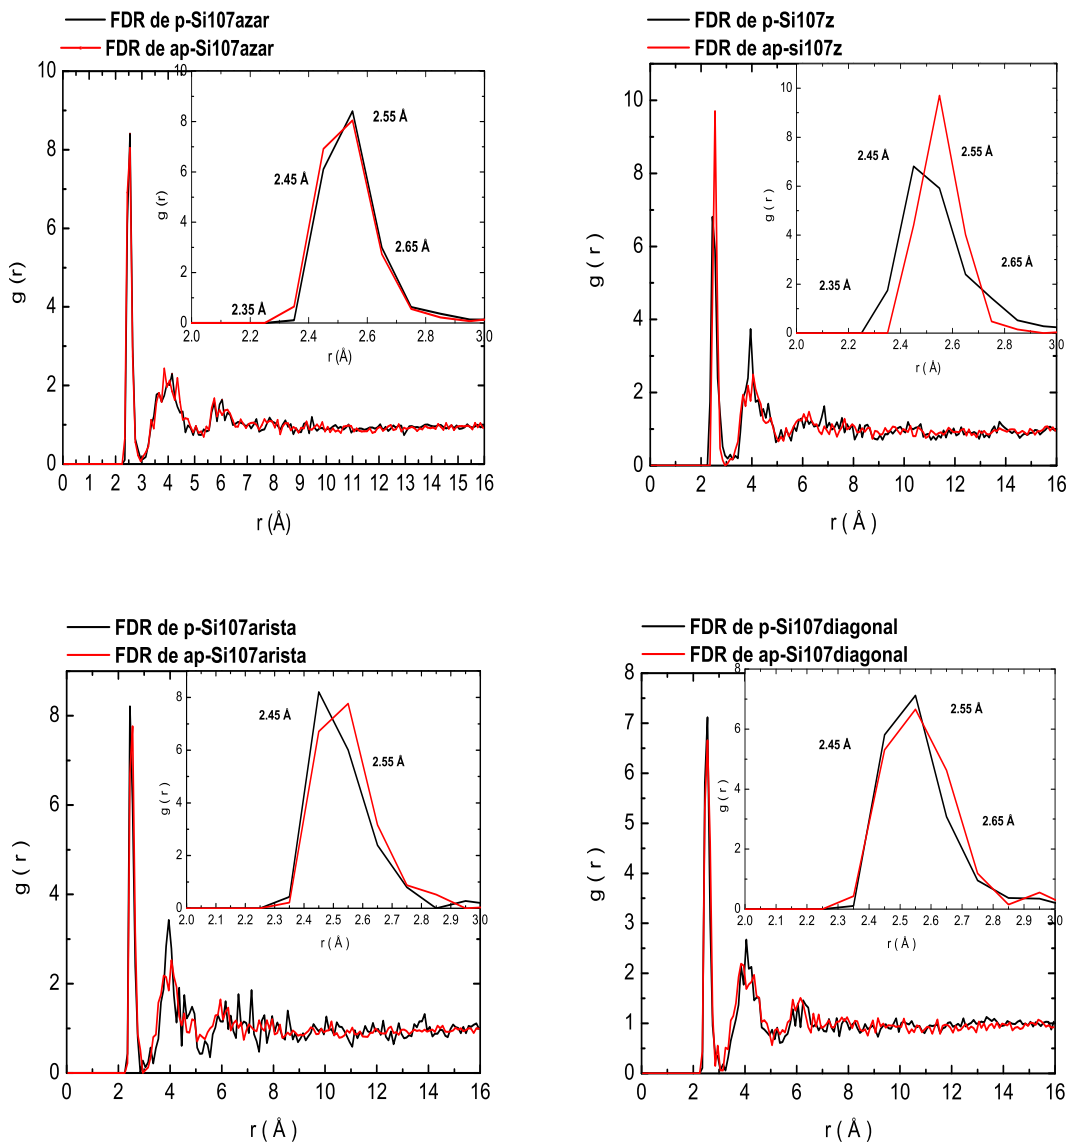 FDR de p-Si107azar
FDR de ap-Si107azar
10
8
6
4
2
0
g (r)
0 1 2 3 4 5 6 7 8 9 10 11 12 13 14 15 16
r (Å)
10
8
6
4
2
0
g (r)
2.55 Å
2.45 Å
2.65 Å
2.35 Å
2.0 2.2 2.4 2.6 2.8 3.0
r (Å)
FDR de p-Si107z
FDR de ap-si107z
10
8
6
4
2
0
g ( r )
0 2 4 6 8 10 12 14 16
r ( Å )
10
8
6
4
2
0
g ( r )
2.45 Å
2.55 Å
2.65 Å
2.35 Å
2.0 2.2 2.4 2.6 2.8 3.0
r ( Å)
FDR de p-Si107arista
FDR de ap-Si107arista
8
6
4
2
0
g ( r )
0 2 4 6 8 10 12 14 16
r ( Å )
8
6
4
2
0
g ( r )
2.45 Å
2.55 Å
2.0 2.1 2.2 2.3 2.4 2.5 2.6 2.7 2.8 2.9 3.0
r ( Å )
FDR de p-Si107diagonal
FDR de ap-Si107diagonal
8
7
6
5
4
3
2
1
0
g ( r )
0 2 4 6 8 10 12 14 16
r ( Å )
8
6
4
2
0
g ( r )
2.55 Å
2.45 Å
2.65 Å
2.0 2.1 2.2 2.3 2.4 2.5 2.6 2.7 2.8 2.9 3.0
r ( Å )